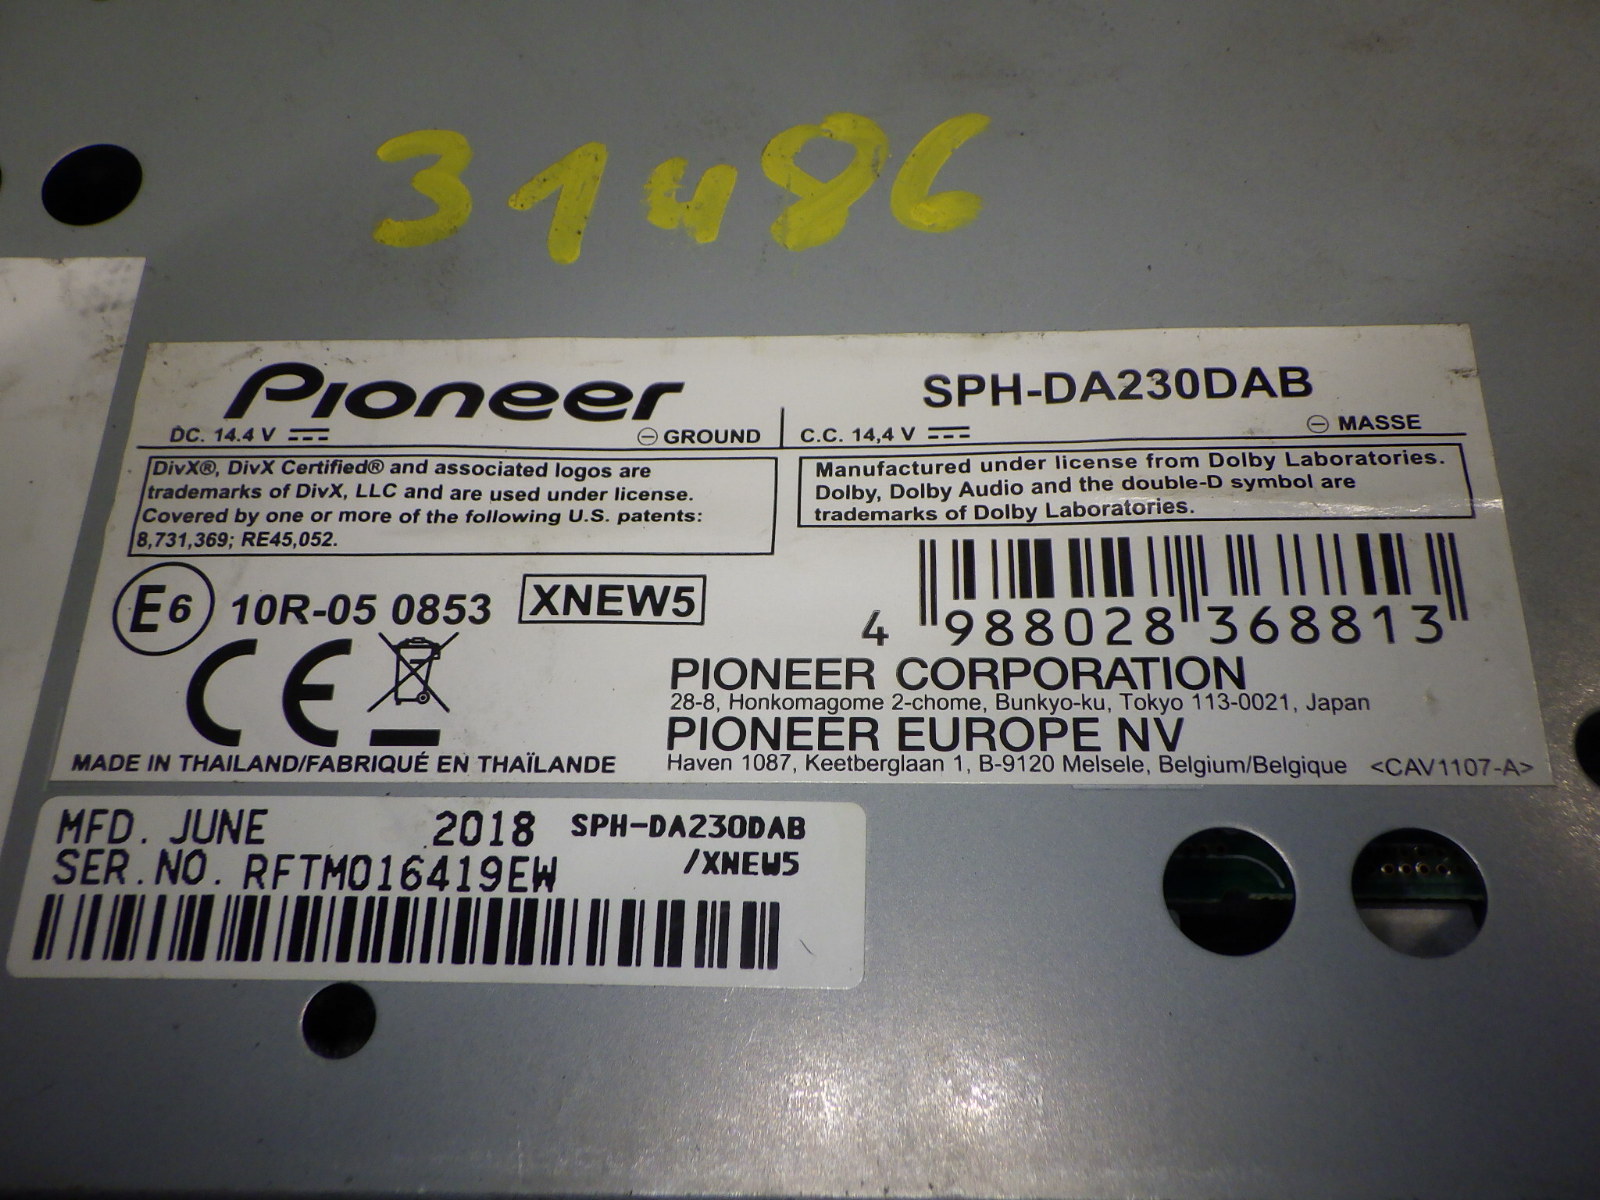 31486
Pioneer
SPH-DA230DAB
DC. 14.4 V
GROUND
C.C. 14,4 V
MASSE
DivX®, DivX Certified® and associated logos are
trademarks of DivX, LLC and are used under license.
Covered by one or more of the following U.S. patents:
8,731,369; RE45,052.
Manufactured under license from Dolby Laboratories.
Dolby, Dolby Audio and the double-D symbol are
trademarks of Dolby Laboratories.
E6 10R-05 0853 XNEW5
4 988028 368813
CE
PIONEER CORPORATION
28-8, Honkomagome 2-chome, Bunkyo-ku, Tokyo 113-0021, Japan
PIONEER EUROPE NV
Haven 1087, Keetberglaan 1, B-9120 Melsele, Belgium/Belgique <CAV1107-A>
MADE IN THAILAND/FABRIQUÉ EN THAÏLANDE
MFD. JUNE 2018 SPH-DA230DAB
/XNEW5
SER.NO. RFTM016419EW